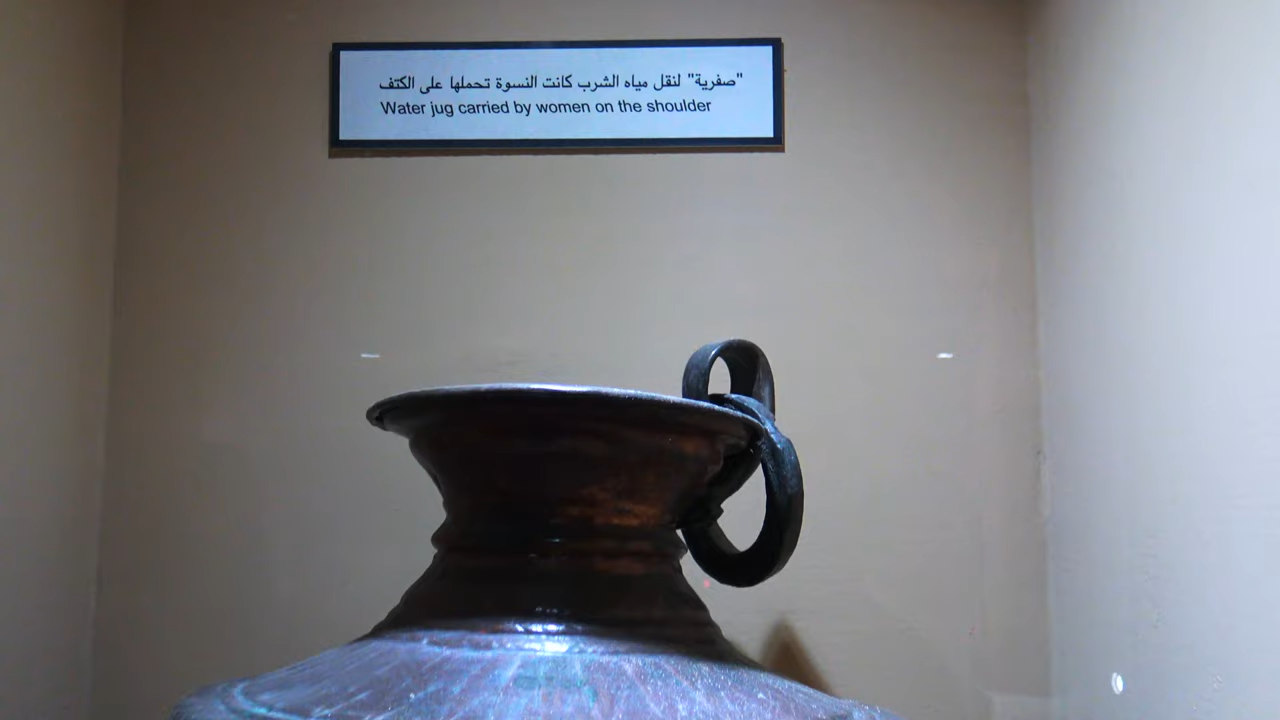 "صفرية" لنقل مياه الشرب كانت النسوة تحملها على الكتف
Water jug carried by women on the shoulder